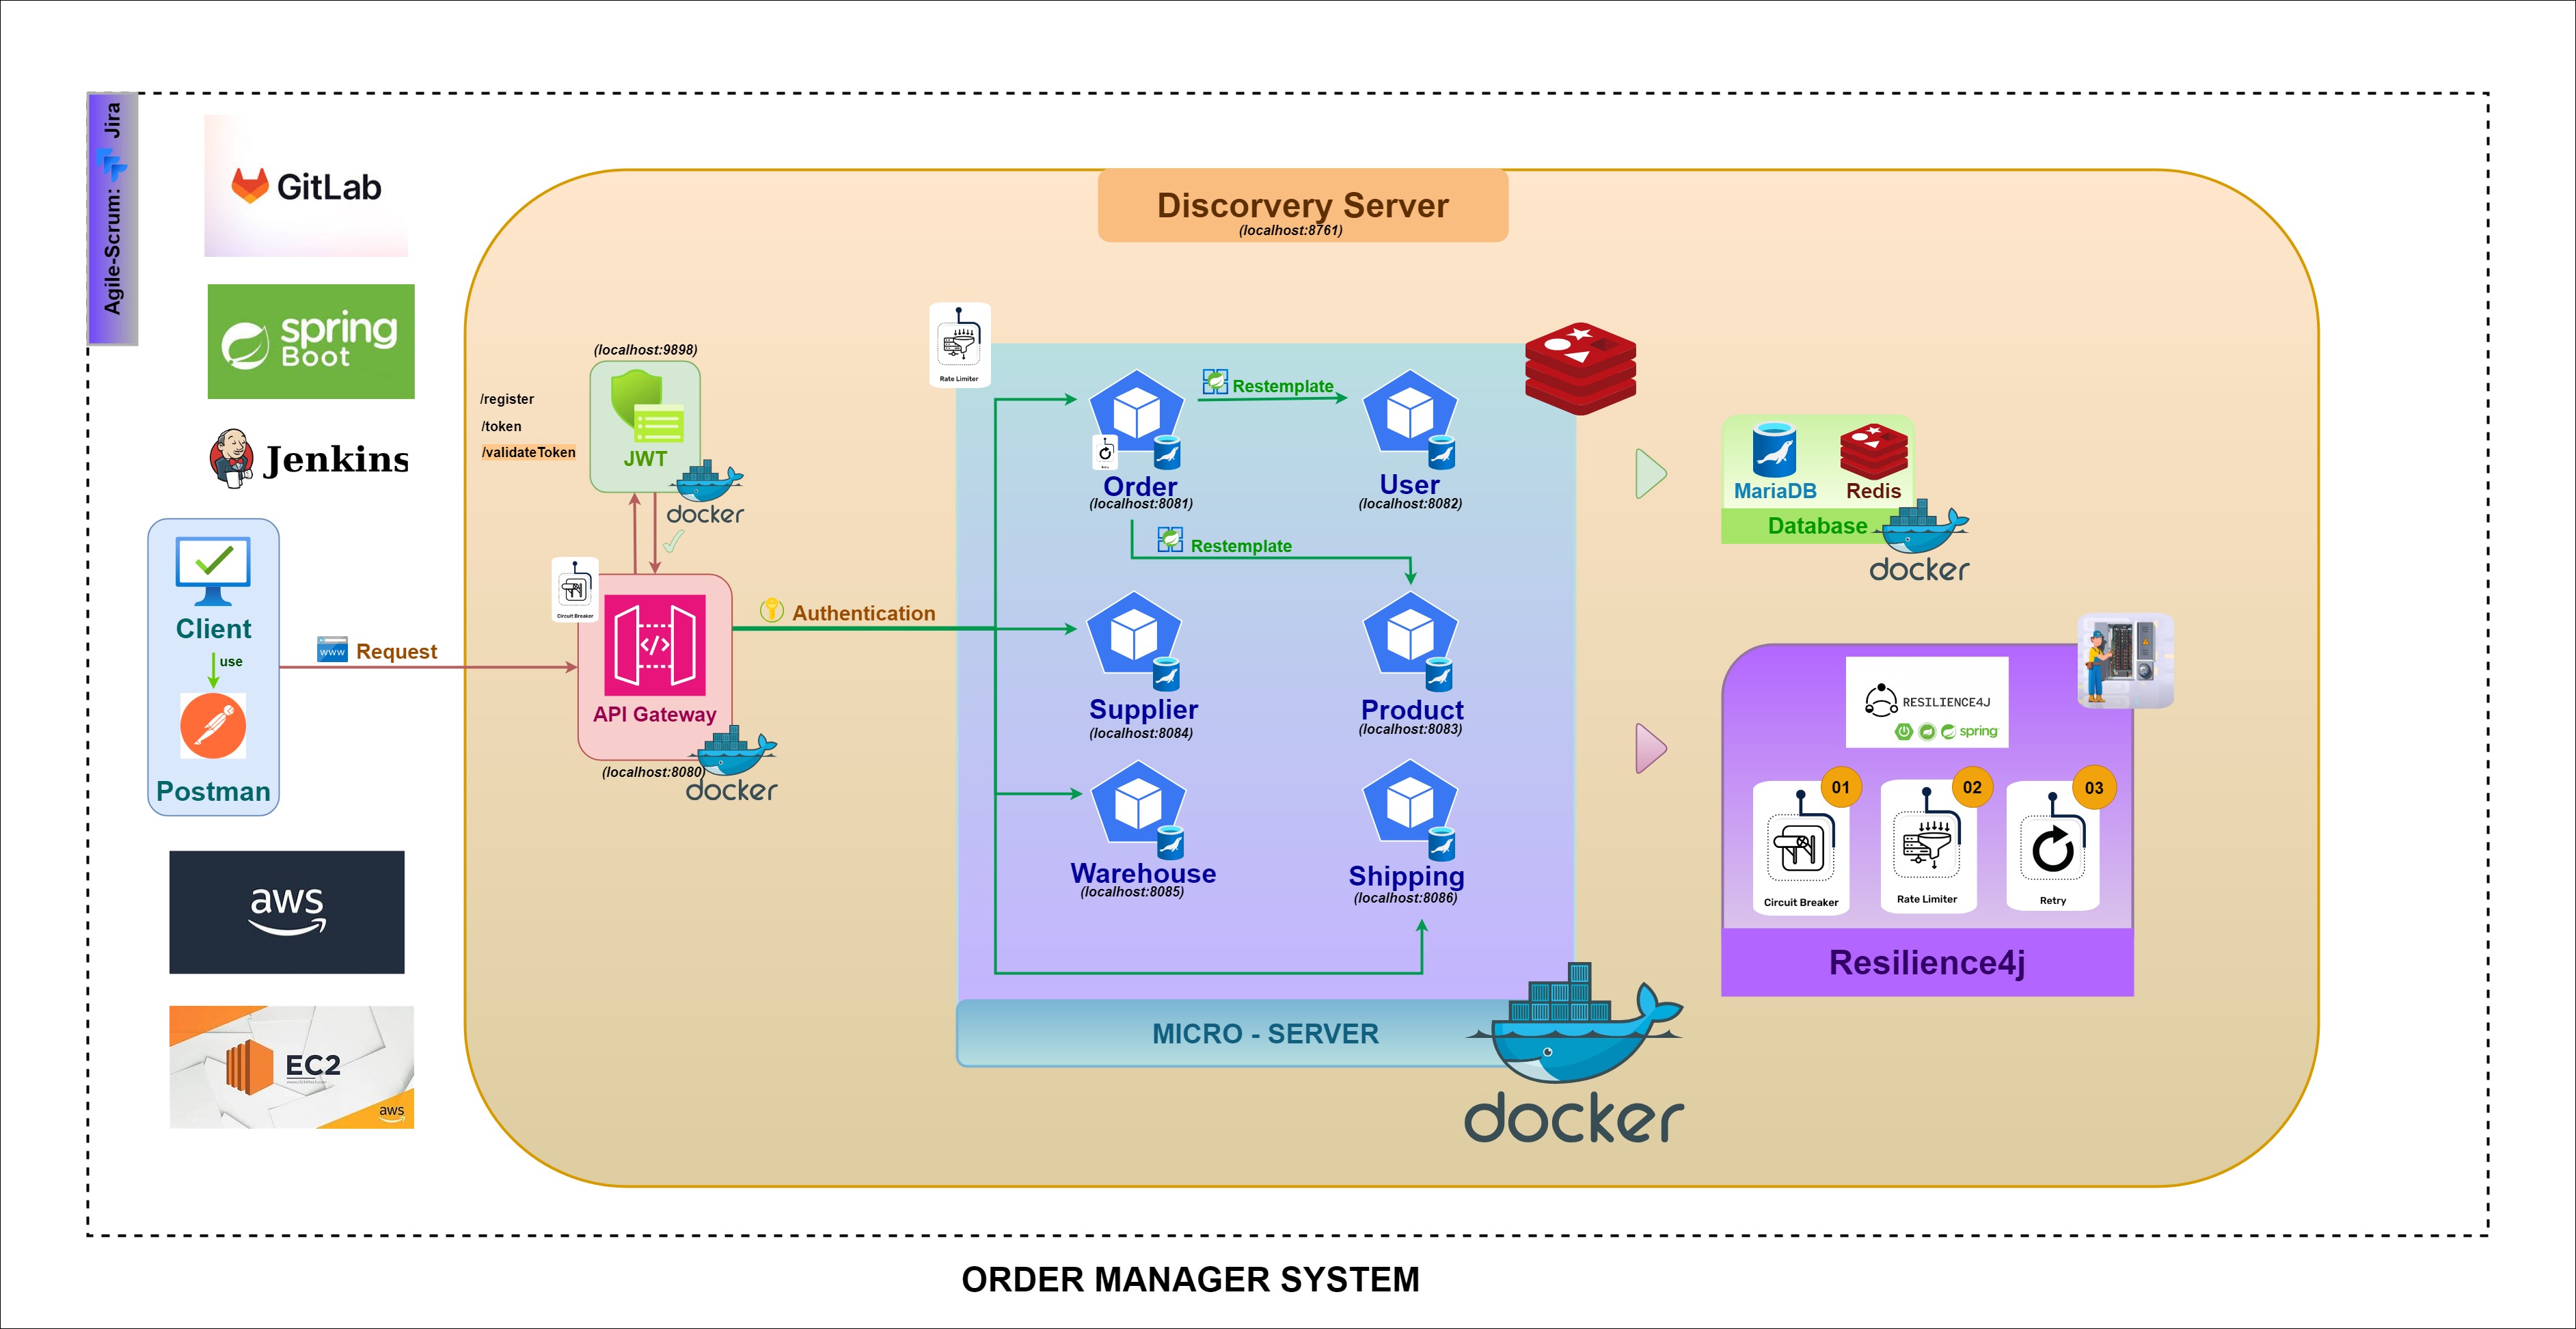 Agile-Scrum: Jira
GitLab
spring
Boot
Jenkins
Client
use
Postman
aws
EC2
aws
www
Request
Discorvery Server
(localhost:8761)
(localhost:9898)
/register
/token
/validateToken
JWT
docker
Circuit Breaker
API Gateway
(localhost:8080)
docker
Authentication
Rate Limiter
Restemplate
Retry
Order
(localhost:8081)
User
(localhost:8082)
Restemplate
Supplier
(localhost:8084)
Product
(localhost:8083)
Warehouse
(localhost:8085)
Shipping
(localhost:8086)
MICRO - SERVER
docker
MariaDB
Redis
Database
docker
RESILIENCE4J
spring
01
02
03
Circuit Breaker
Rate Limiter
Retry
Resilience4j
ORDER MANAGER SYSTEM